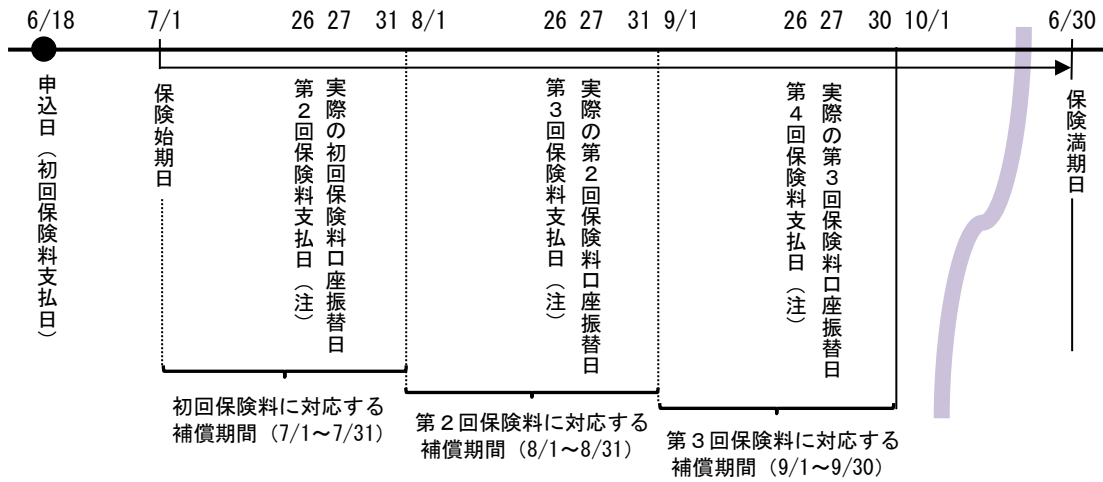 6/18 7/1 26 27 31 8/1 26 27 31 9/1 26 27 30 10/1 6/30
申込日（初回保険料支払日）
保険始期日
第２回保険料支払日（注）
実際の初回保険料口座振替日
第３回保険料支払日（注）
実際の第２回保険料口座振替日
第４回保険料支払日（注）
実際の第３回保険料口座振替日
保険満期日
初回保険料に対応する
補償期間（7/1～7/31）
第２回保険料に対応する
補償期間（8/1～8/31）
第３回保険料に対応する
補償期間（9/1～9/30）